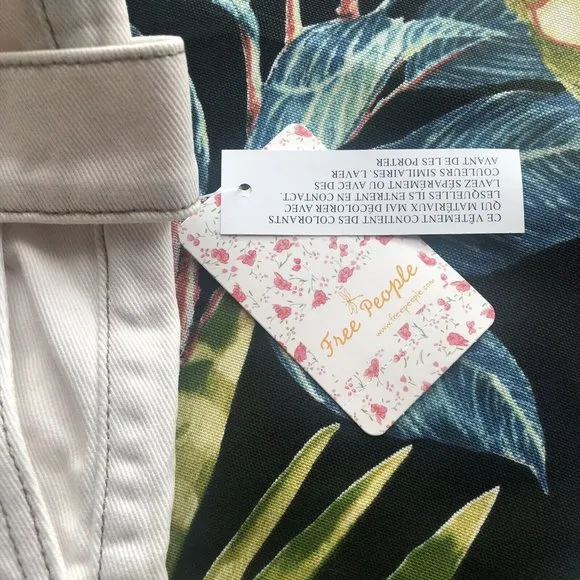 CE VÊTEMENT CONTIENT DES COLORANTS
QUI MATÉRIAUX MAI DÉCOLORER AVEC
LESQUELLES ILS ENTRENT EN CONTACT.
LAVEZ SÉPARÉMENT OU AVEC DES
COULEURS SIMILAIRES. LAVER
AVANT DE LES PORTER
Free People
www.freepeople.com